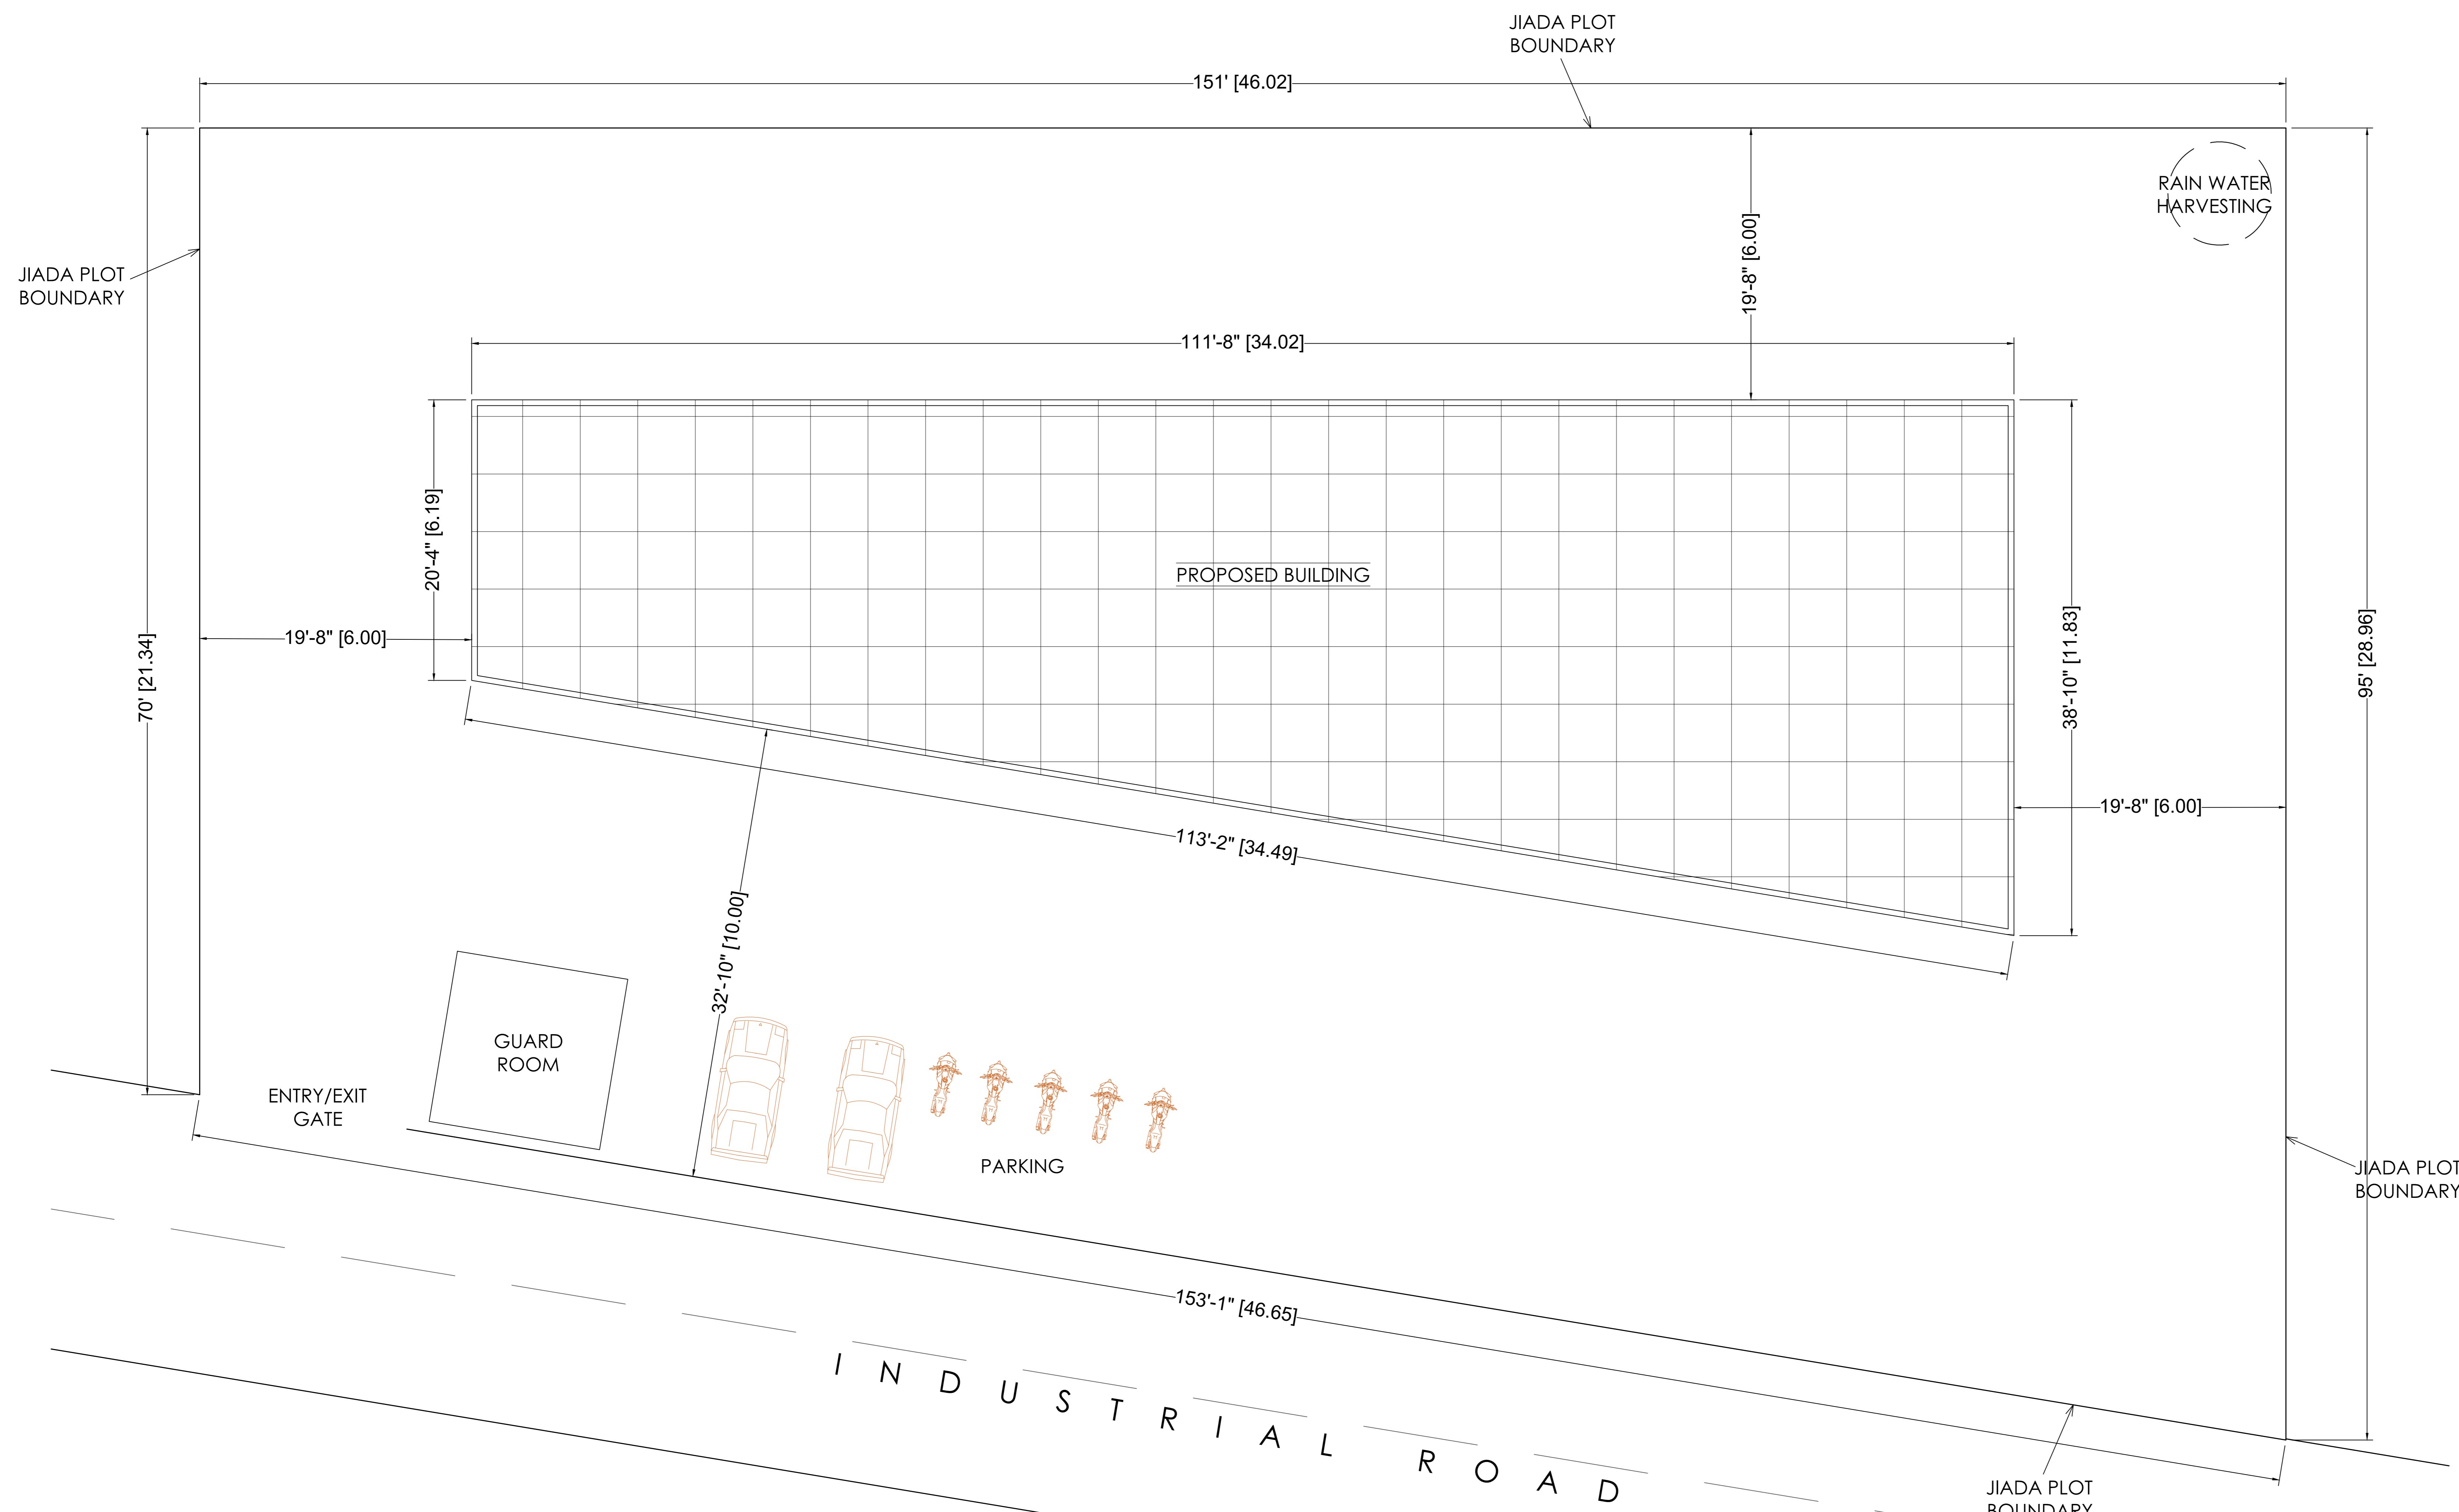 JIADA PLOT
BOUNDARY
151' [46.02]
RAIN WATER
HARVESTING
19'-8" [6.00]
JIADA PLOT
BOUNDARY
111'-8" [34.02]
20'-4" [6.19]
PROPOSED BUILDING
19'-8" [6.00]
70' [21.34]
38'-10" [11.83]
95' [28.96]
19'-8" [6.00]
113'-2" [34.49]
32'-10" [10.00]
GUARD
ROOM
ENTRY/EXIT
GATE
PARKING
JIADA PLOT
BOUNDARY
153'-1" [46.65]
INDUSTRIAL ROAD
JIADA PLOT
BOUNDARY